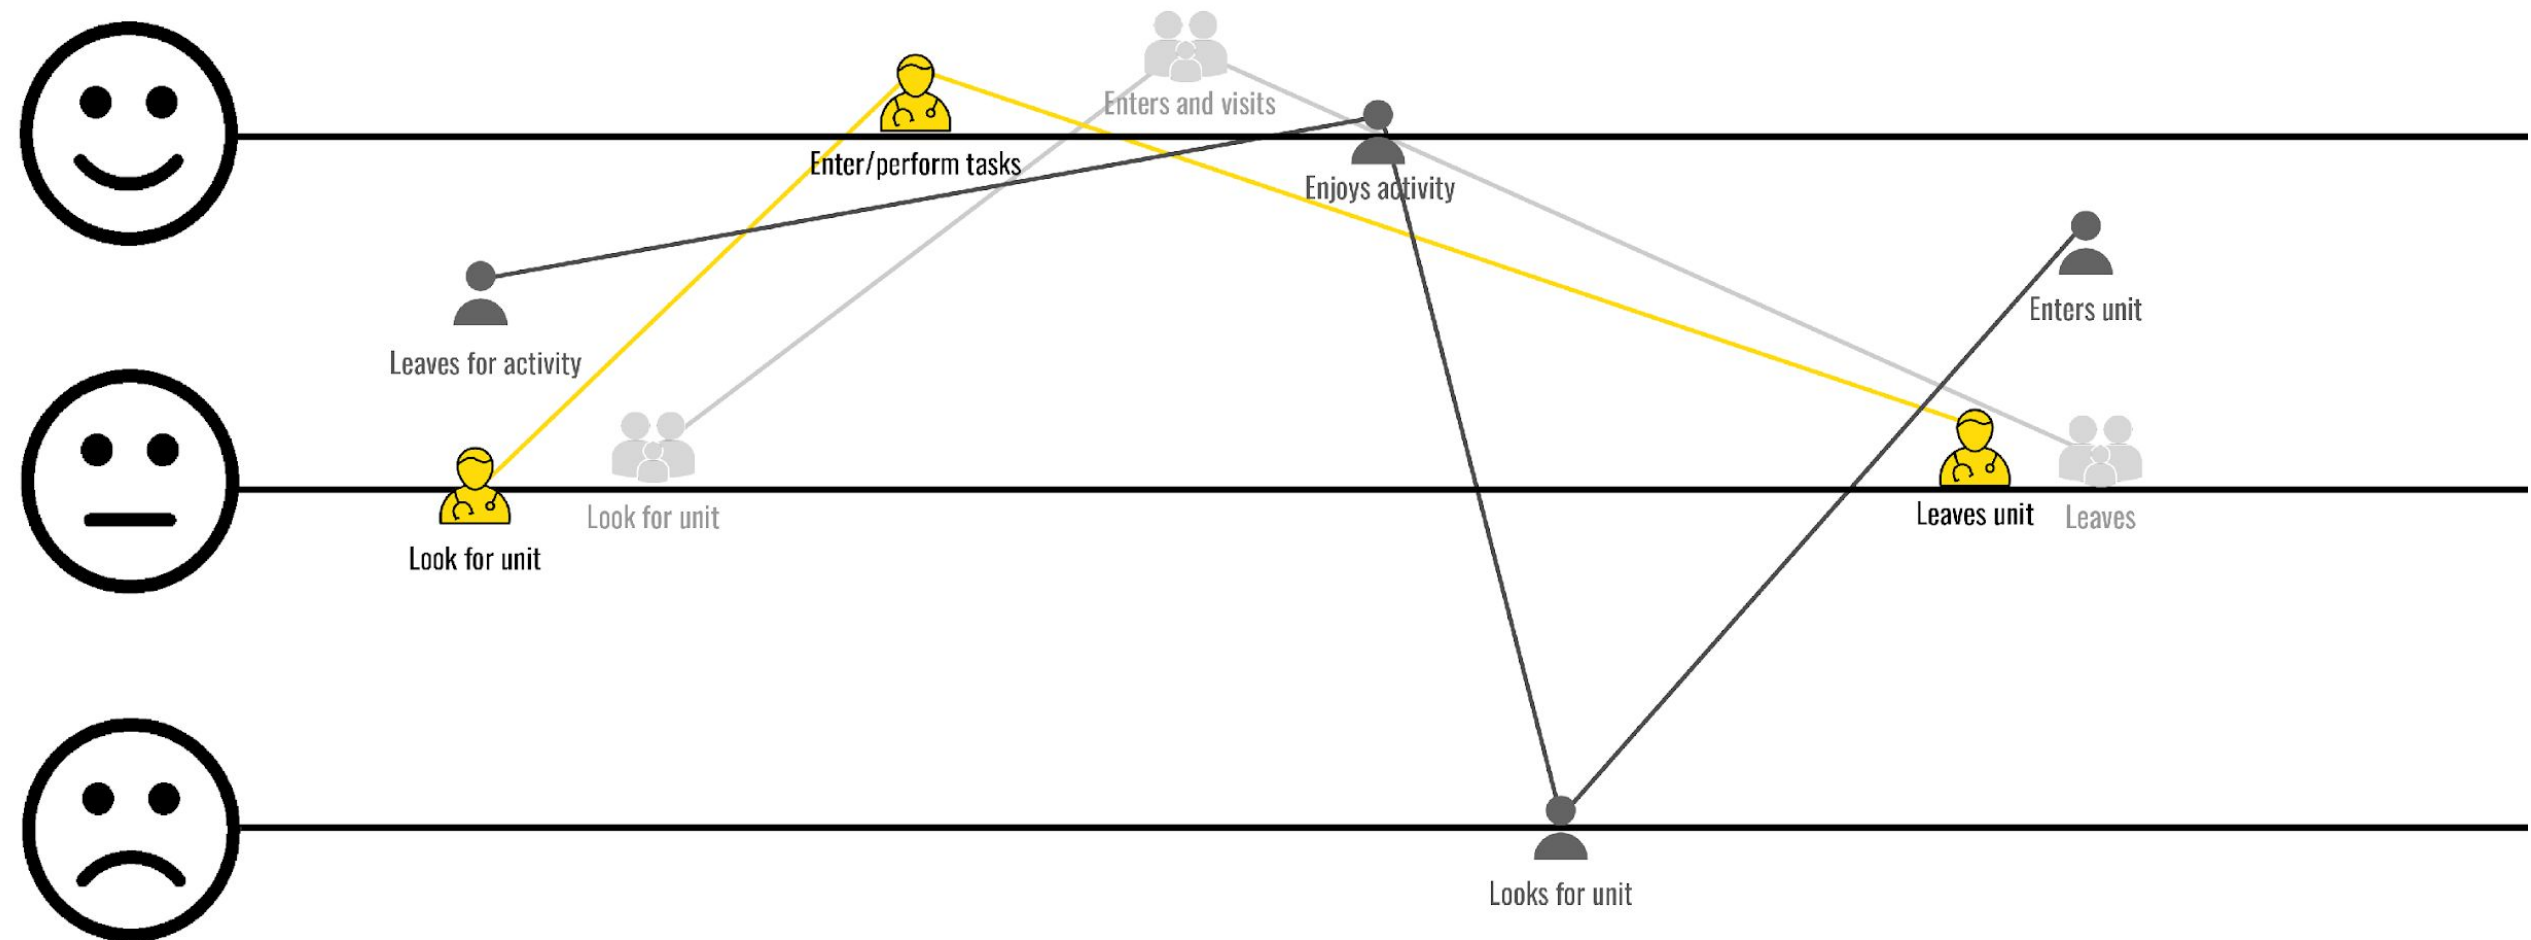 Enters and visits
Enter/perform tasks
Enjoys activity
Enters unit
Leaves for activity
Look for unit
Leaves unit
Leaves
Look for unit
Looks for unit